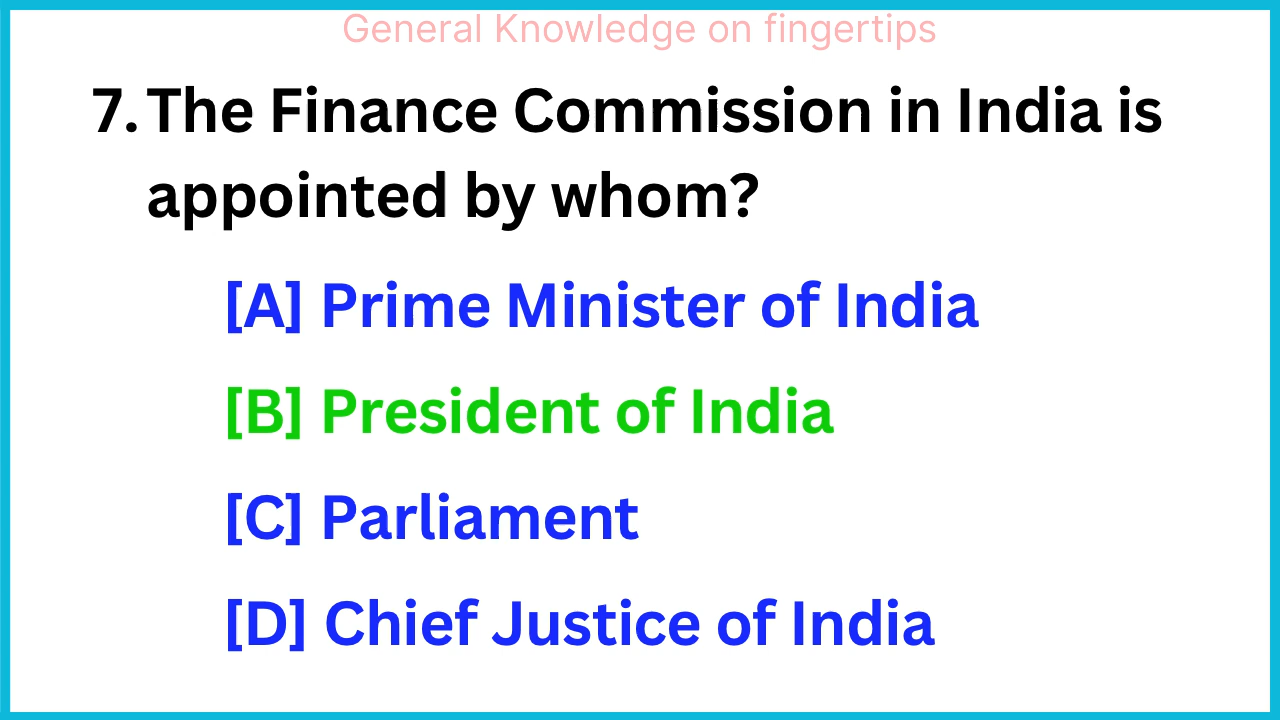 General Knowledge on fingertips
7. The Finance Commission in India is
appointed by whom?
[A] Prime Minister of India
[B] President of India
[C] Parliament
[D] Chief Justice of India